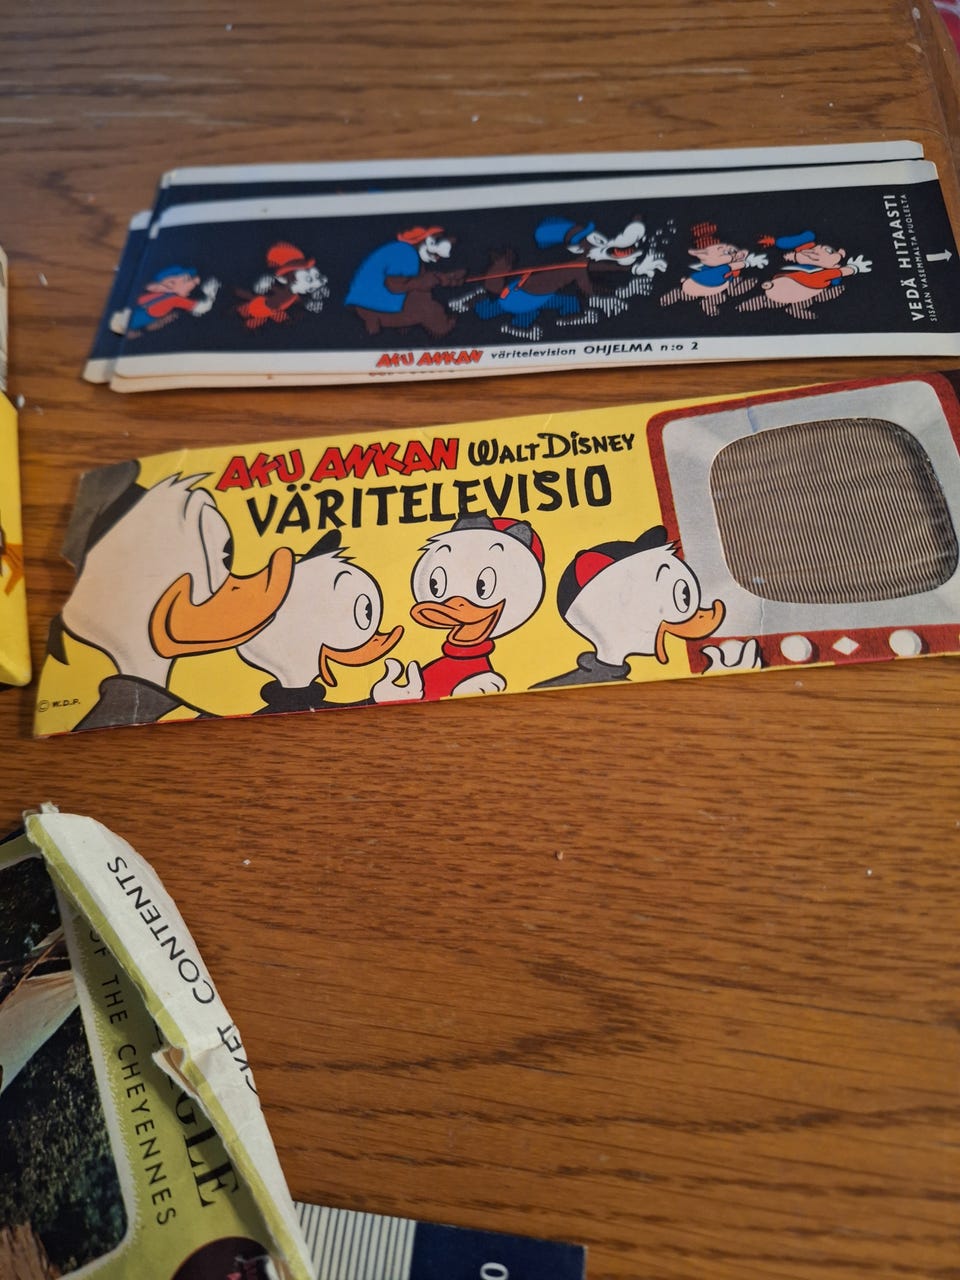 VEDÄ HITAASTI
SISÄÄN VASEMMALTA PUOLELTA
AKU ANKAN väritelevision OHJELMA n:o 2
AKU ANKAN WALT DISNEY
VÄRITELEVISIO
© W.D.P.
CONTENTS
OF THE CHEYENNES